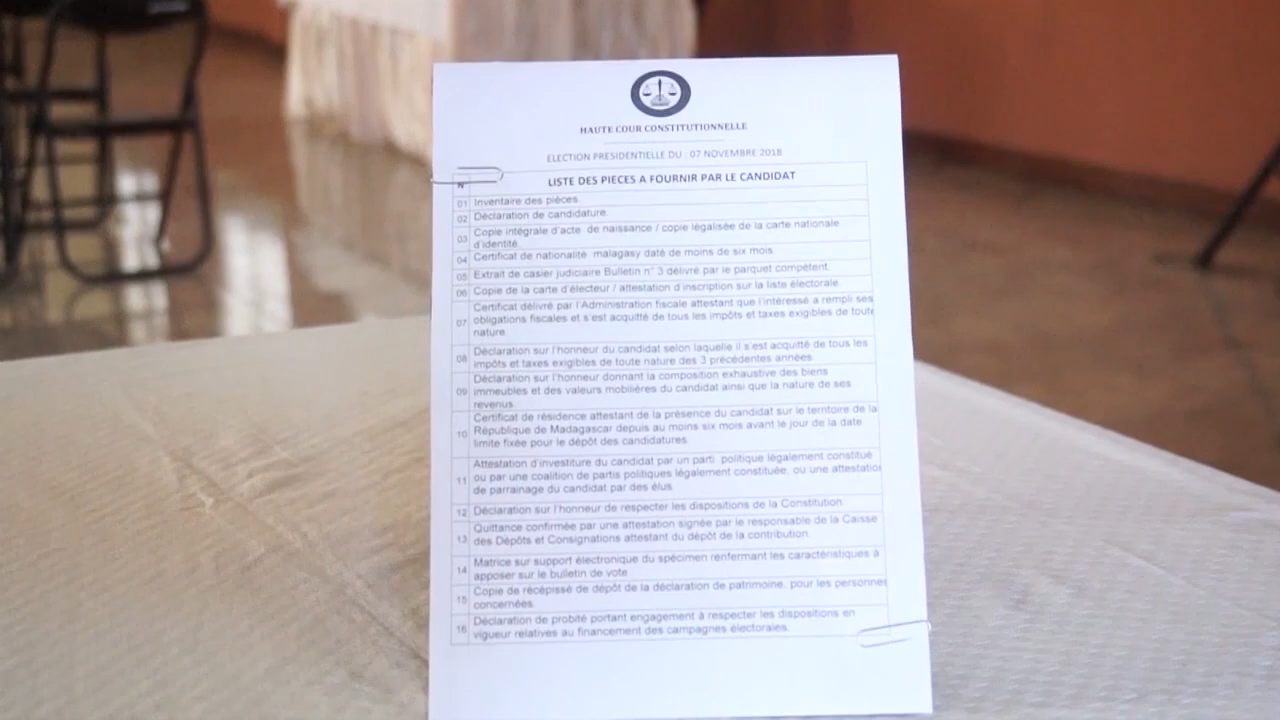 HAUTE COUR CONSTITUTIONNELLE
ELECTION PRESIDENTIELLE DU : 07 NOVEMBRE 2018
N° LISTE DES PIECES A FOURNIR PAR LE CANDIDAT
01 Inventaire des pièces.
02 Déclaration de candidature.
03 Copie intégrale d'acte de naissance / copie légalisée de la carte nationale
d'identité.
04 Certificat de nationalité malagasy daté de moins de six mois
05 Extrait de casier judiciaire Bulletin n° 3 délivré par le parquet compétent
06 Copie de la carte d'électeur / attestation d'inscription sur la liste électorale.
07 Certificat délivré par l'Administration fiscale attestant que l'intéressé a rempli ses
obligations fiscales et s'est acquitté de tous les impôts et taxes exigibles de toute
nature.
08 Déclaration sur l'honneur du candidat selon laquelle il s'est acquitté de tous les
impôts et taxes exigibles de toute nature des 3 précédentes années.
09 Déclaration sur l'honneur donnant la composition exhaustive des biens
immeubles et des valeurs mobilières du candidat ainsi que la nature de ses
revenus.
10 Certificat de résidence attestant de la présence du candidat sur le territoire de la
République de Madagascar depuis au moins six mois avant le jour de la date
limite fixée pour le dépôt des candidatures.
11 Attestation d'investiture du candidat par un parti politique légalement constitué
ou par une coalition de partis politiques légalement constituée, ou une attestation
de parrainage du candidat par des élus.
12 Déclaration sur l'honneur de respecter les dispositions de la Constitution.
13 Quittance confirmée par une attestation signée par le responsable de la Caisse
des Dépôts et Consignations attestant du dépôt de la contribution.
14 Matrice sur support électronique du spécimen renfermant les caractéristiques à
apposer sur le bulletin de vote
15 Copie de récépissé de dépôt de la déclaration de patrimoine, pour les personnes
concernées.
16 Déclaration de probité portant engagement à respecter les dispositions en
vigueur relatives au financement des campagnes électorales.